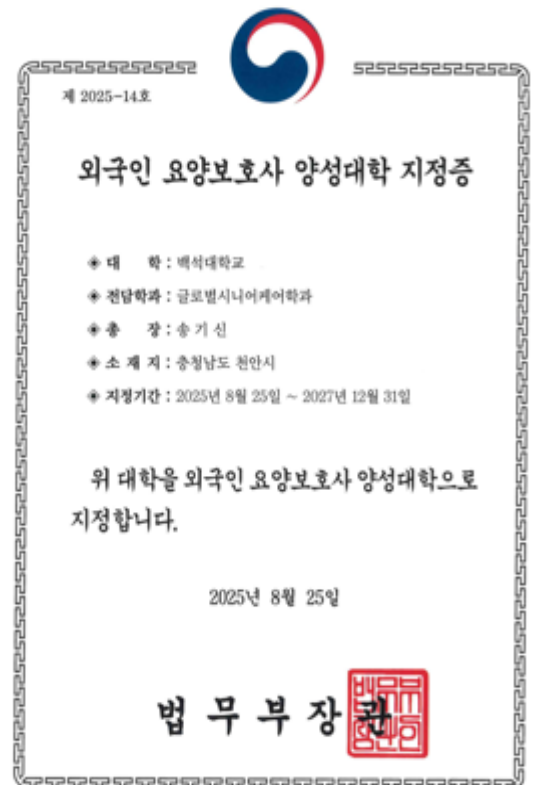 제 2025-14호
외국인 요양보호사 양성대학 지정증
◈ 대 학 : 백석대학교
◈ 전담학과 : 글로벌시니어케어학과
◈ 총 장 : 송 기 신
◈ 소 재 지 : 충청남도 천안시
◈ 지정기간 : 2025년 8월 25일 ~ 2027년 12월 31일
위 대학을 외국인 요양보호사 양성대학으로
지정합니다.
2025년 8월 25일
법 무 부 장 관